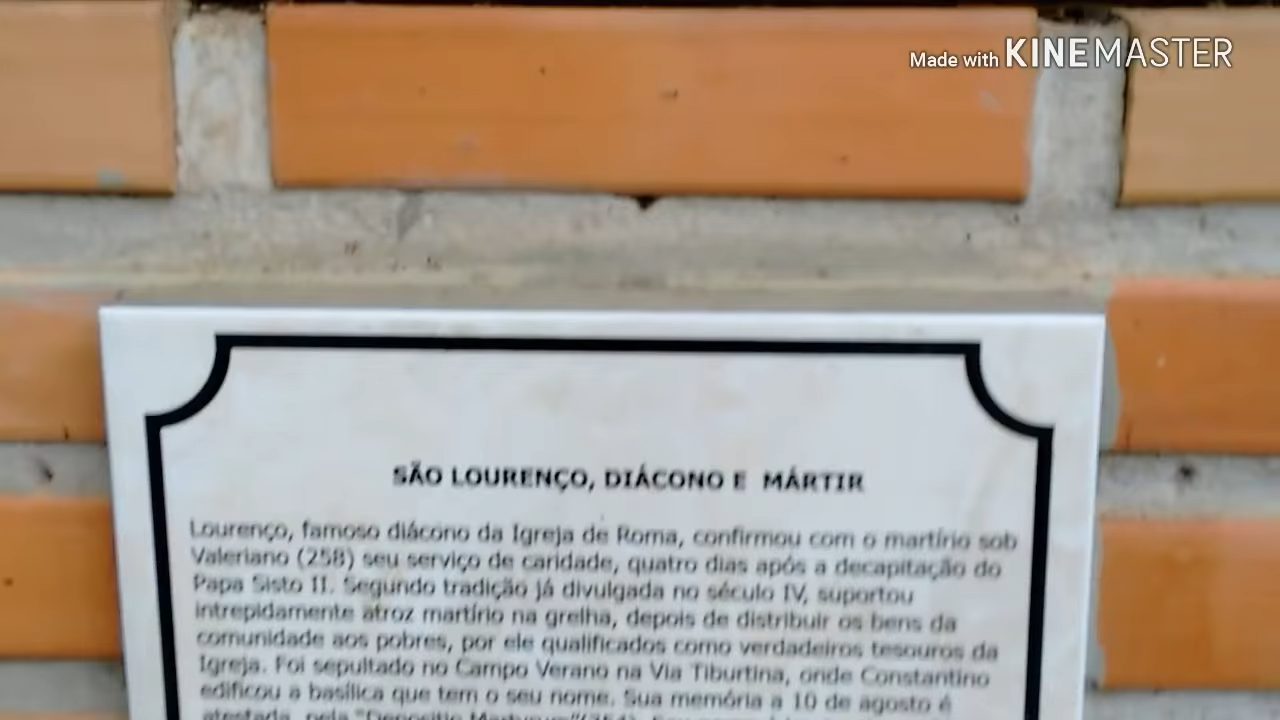 Made with KINEMASTER
SÃO LOURENÇO, DIÁCONO E MÁRTIR
Lourenço, famoso diácono da Igreja de Roma, confirmou com o martírio sob
Valeriano (258) seu serviço de caridade, quatro dias após a decapitação do
Papa Sisto II. Segundo tradição já divulgada no século IV, suportou
intrepidamente atroz martírio na grelha, depois de distribuir os bens da
comunidade aos pobres, por ele qualificados como verdadeiros tesouros da
Igreja. Foi sepultado no Campo Verano na Via Tiburtina, onde Constantino
edificou a basílica que tem o seu nome. Sua memória a 10 de agosto é
atestada pela "Depositio Martyrum"